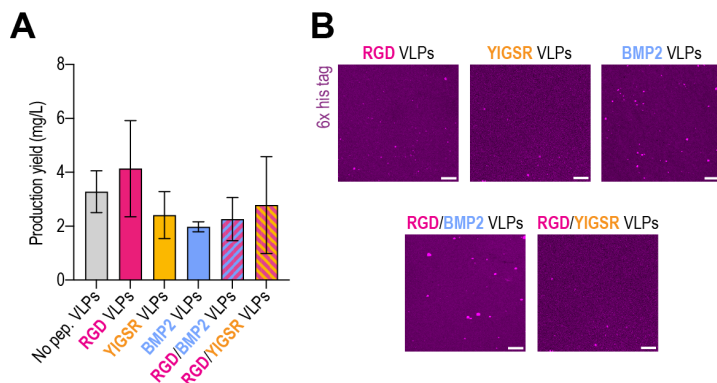 A
Production yield (mg/L)
8
6
4
2
0
No pep. VLPs
RGD VLPs
YIGSR VLPs
BMP2 VLPs
RGD/BMP2 VLPs
RGD/YIGSR VLPs
B
RGD VLPs
YIGSR VLPs
BMP2 VLPs
6x his tag
RGD/BMP2 VLPs
RGD/YIGSR VLPs